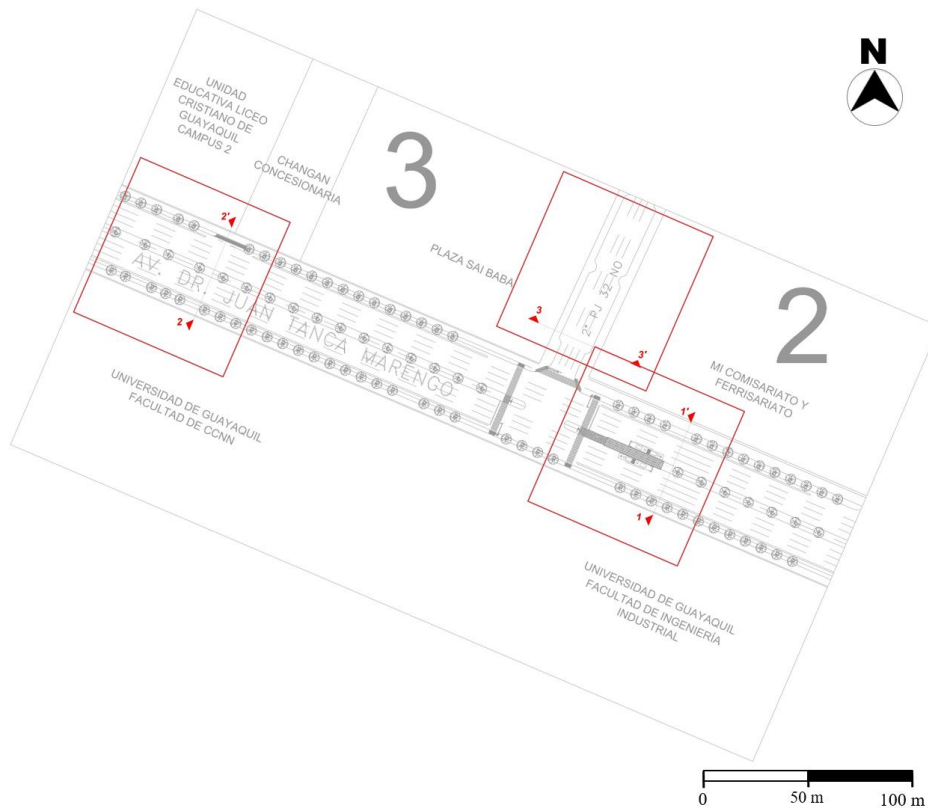 N
UNIDAD
EDUCATIVA LICEO
CRISTIANO DE
GUAYAQUIL
CAMPUS 2
CHANGAN
CONCESIONARIA
3
PLAZA SAI BABA
2° PJ 32 NO
2
MI COMISARIATO Y
FERRISARIATO
2'
2
3
3'
1'
1
AV. DR. JUAN TANCA MARENGO
UNIVERSIDAD DE GUAYAQUIL
FACULTAD DE CCNN
UNIVERSIDAD DE GUAYAQUIL
FACULTAD DE INGENIERÍA
INDUSTRIAL
0 50 m 100 m